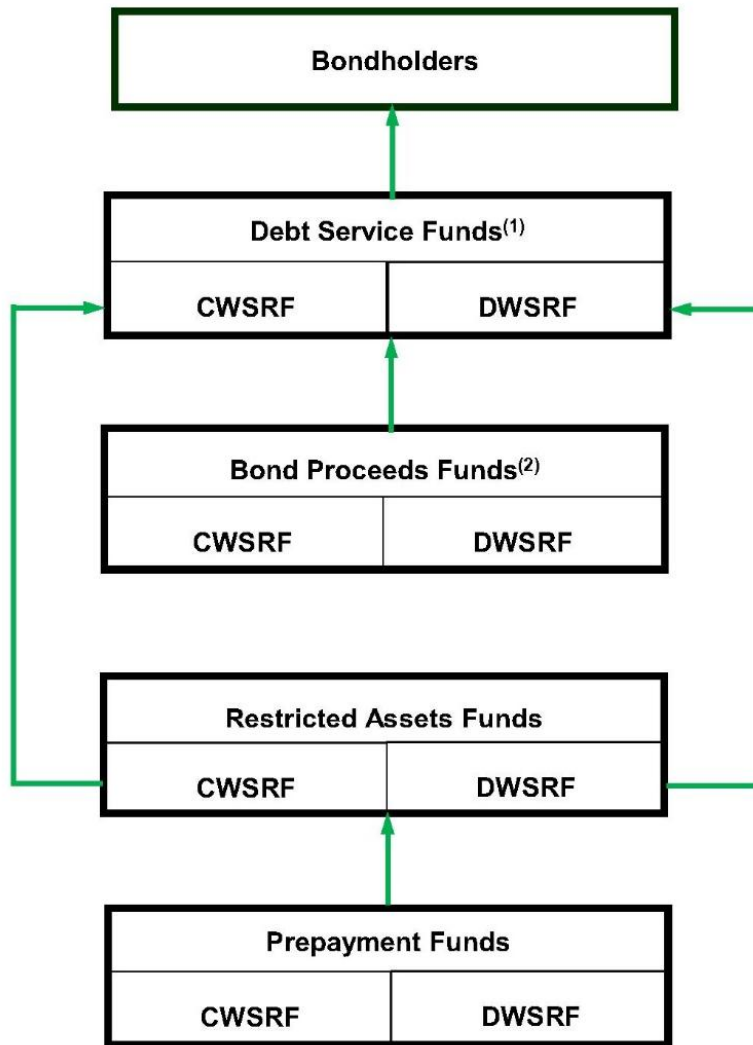 Bondholders
Debt Service Funds(1)
CWSRF DWSRF
Bond Proceeds Funds(2)
CWSRF DWSRF
Restricted Assets Funds
CWSRF DWSRF
Prepayment Funds
CWSRF DWSRF